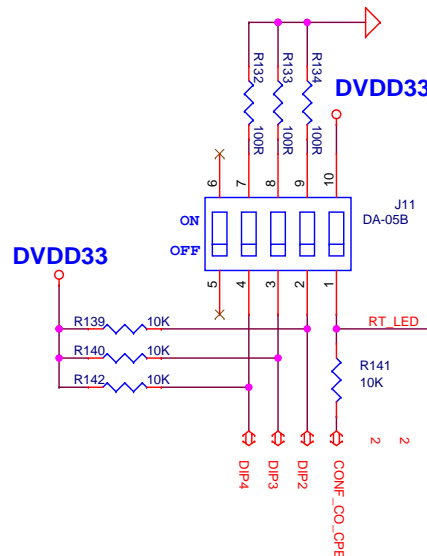 R132
R133
R134
100R
100R
100R
DVDD33
6
7
8
9
10
J11
DA-05B
ON
OFF
DVDD33
5
4
3
2
1
RT_LED
R139
10K
R140
10K
R142
10K
R141
10K
DIP4
DIP3
DIP2
CONF_CO_CPE
2
2